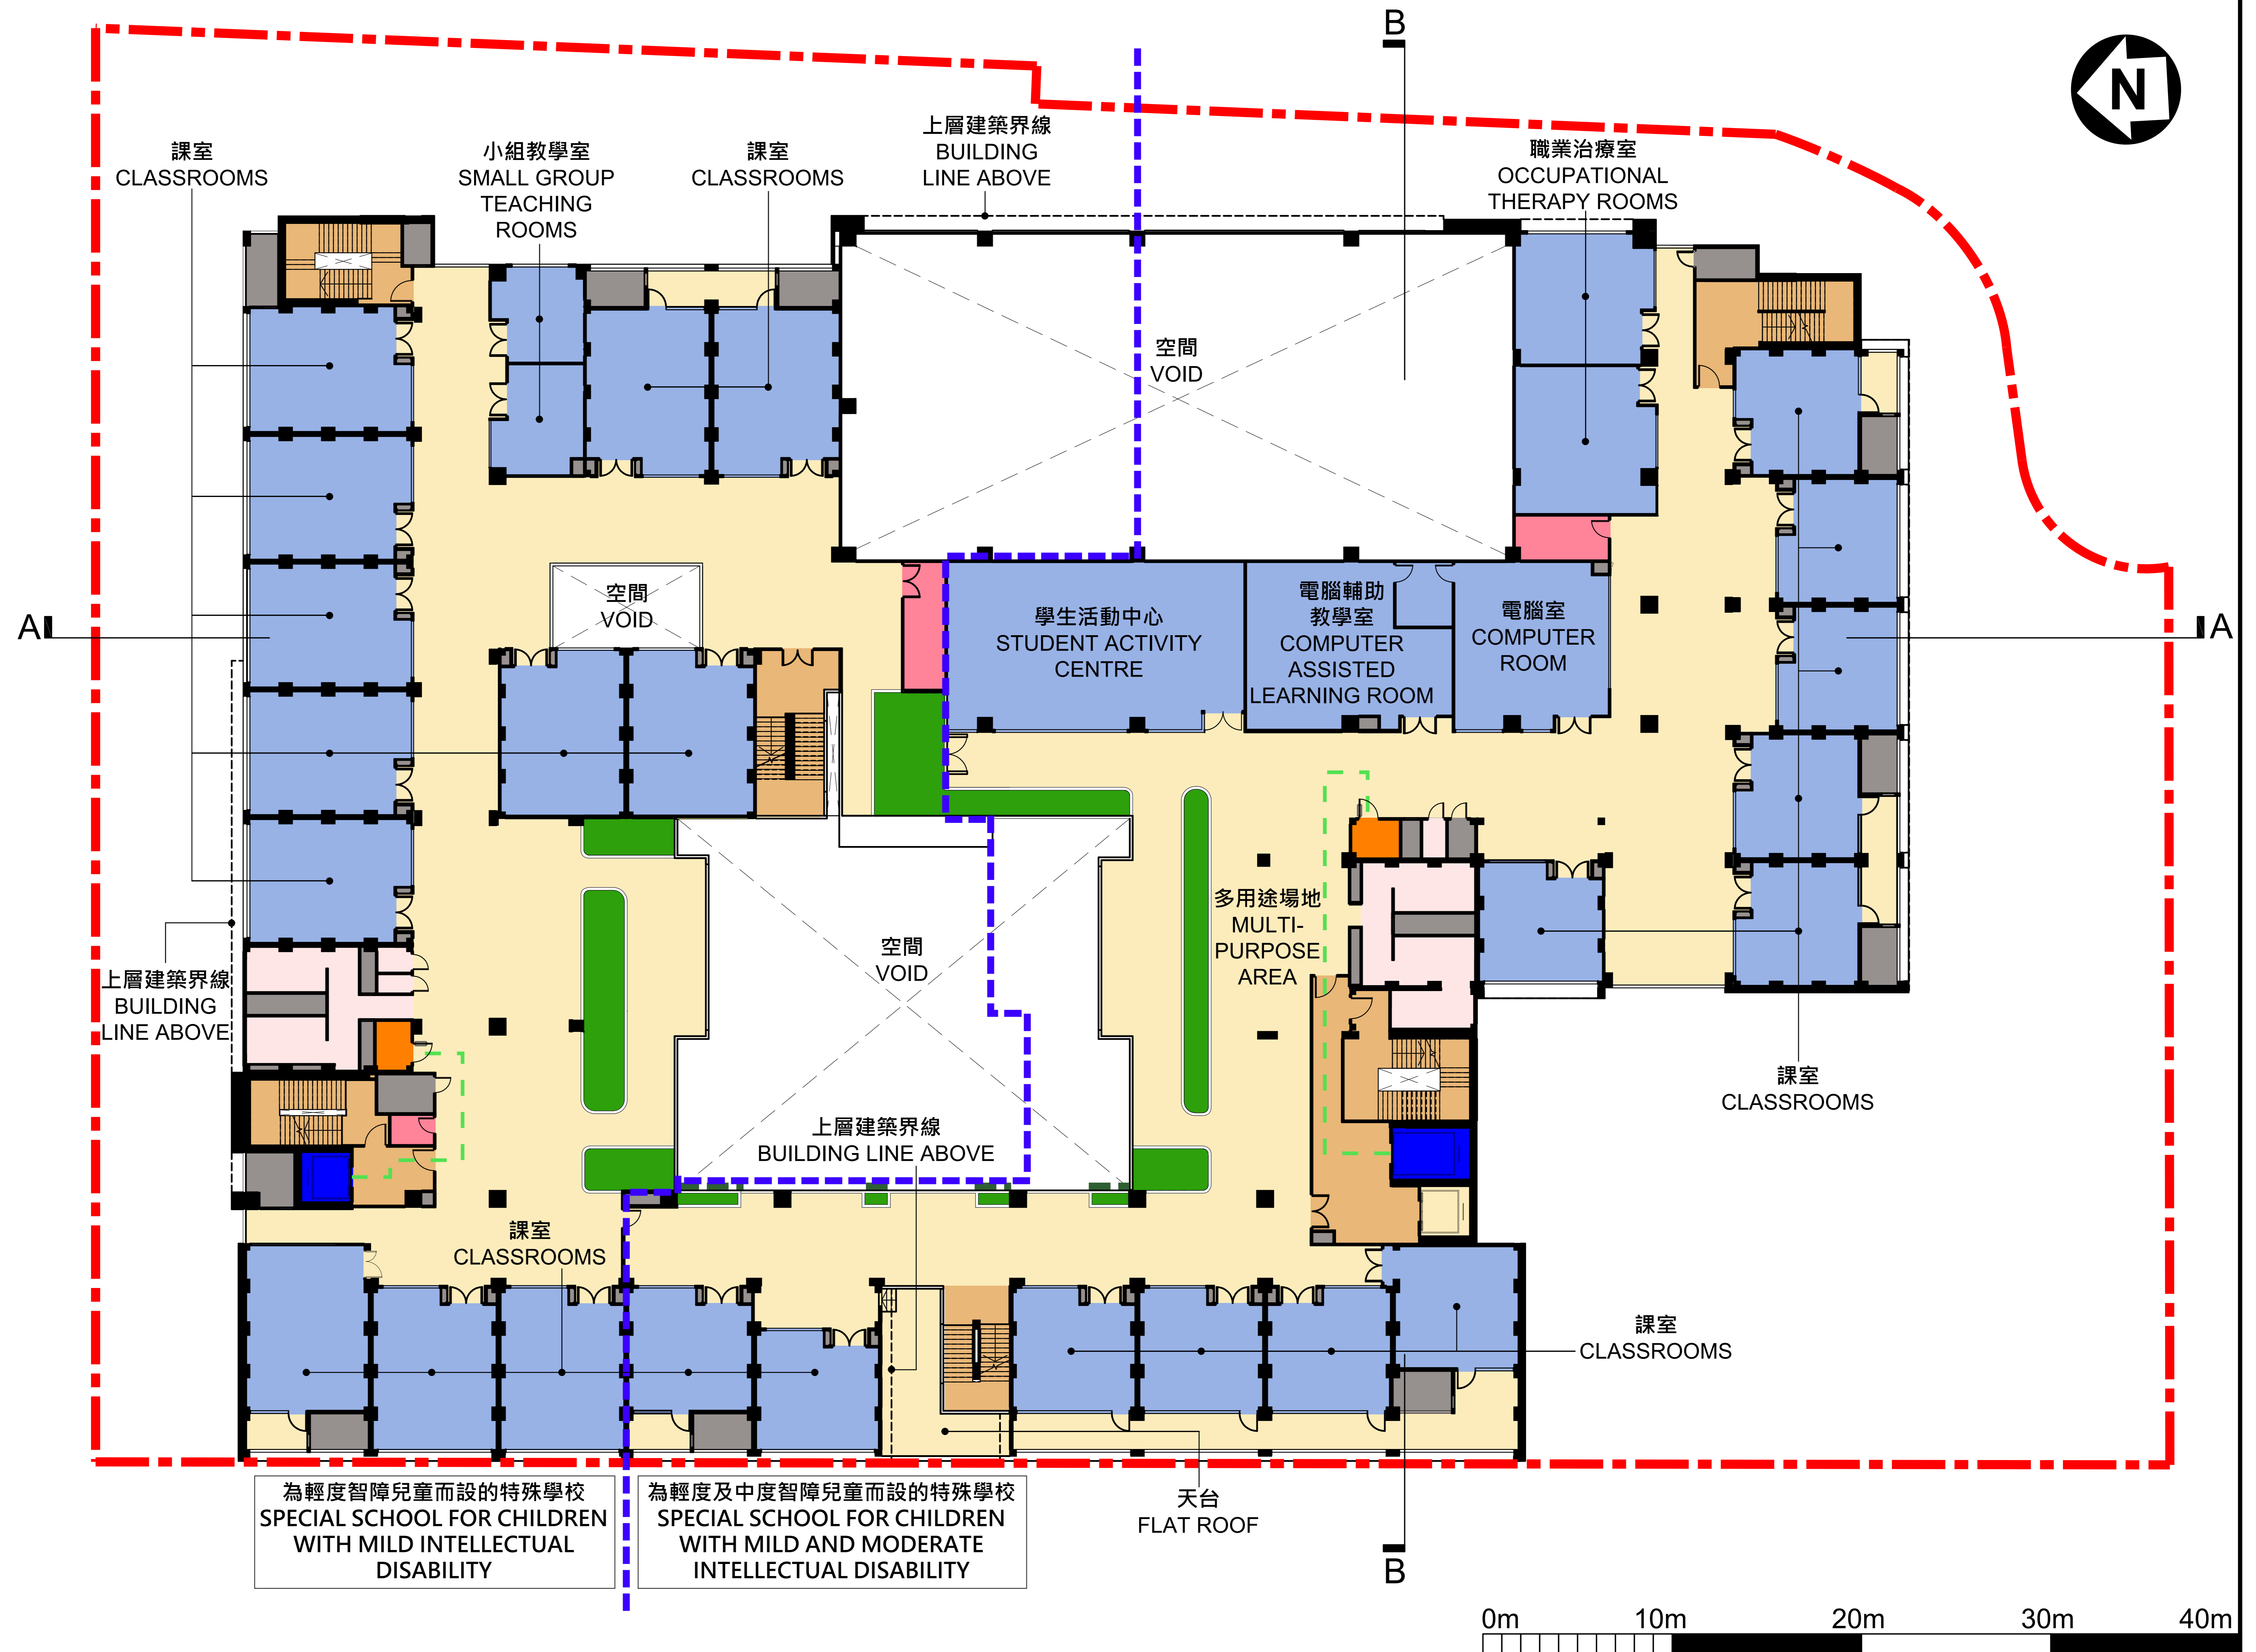 B
N
上層建築界線
BUILDING
LINE ABOVE
課室
CLASSROOMS
小組教學室
SMALL GROUP
TEACHING
ROOMS
課室
CLASSROOMS
職業治療室
OCCUPATIONAL
THERAPY ROOMS
空間
VOID
空間
VOID
學生活動中心
STUDENT ACTIVITY
CENTRE
電腦輔助
教學室
COMPUTER
ASSISTED
LEARNING ROOM
電腦室
COMPUTER
ROOM
A
A
多用途場地
MULTI-
PURPOSE
AREA
空間
VOID
上層建築界線
BUILDING
LINE ABOVE
課室
CLASSROOMS
上層建築界線
BUILDING LINE ABOVE
課室
CLASSROOMS
課室
CLASSROOMS
為輕度智障兒童而設的特殊學校
SPECIAL SCHOOL FOR CHILDREN
WITH MILD INTELLECTUAL
DISABILITY
為輕度及中度智障兒童而設的特殊學校
SPECIAL SCHOOL FOR CHILDREN
WITH MILD AND MODERATE
INTELLECTUAL DISABILITY
天台
FLAT ROOF
B
0m 10m 20m 30m 40m